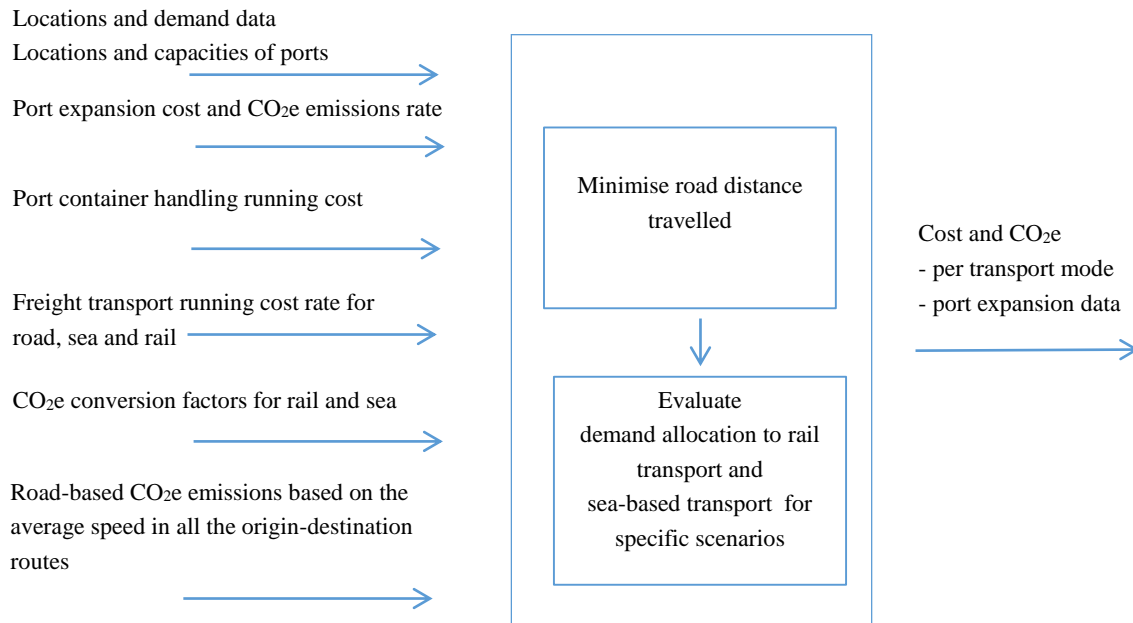 Locations and demand data
Locations and capacities of ports
Port expansion cost and CO₂e emissions rate
Port container handling running cost
Freight transport running cost rate for
road, sea and rail
CO₂e conversion factors for rail and sea
Road-based CO₂e emissions based on the
average speed in all the origin-destination
routes
Minimise road distance
travelled
Evaluate
demand allocation to rail
transport and
sea-based transport for
specific scenarios
Cost and CO₂e
- per transport mode
- port expansion data